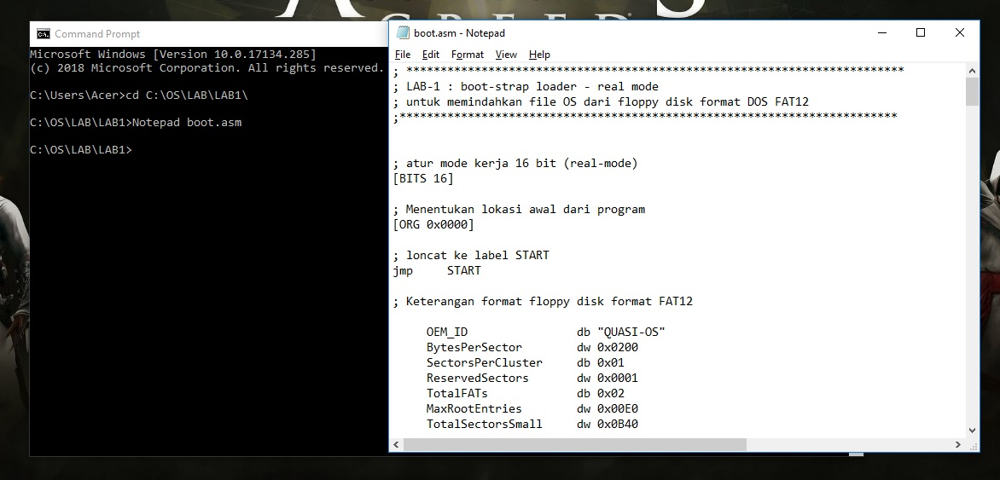 Command Prompt
Microsoft Windows [Version 10.0.17134.285]
(c) 2018 Microsoft Corporation. All rights reserved.
C:\Users\Acer>cd C:\OS\LAB\LAB1\
C:\OS\LAB\LAB1>Notepad boot.asm
C:\OS\LAB\LAB1>
boot.asm - Notepad
File Edit Format View Help
; *************************************************************************
; LAB-1 : boot-strap loader - real mode
; untuk memindahkan file OS dari floppy disk format DOS FAT12
;*************************************************************************
; atur mode kerja 16 bit (real-mode)
[BITS 16]
; Menentukan lokasi awal dari program
[ORG 0x0000]
; loncat ke label START
jmp     START
; Keterangan format floppy disk format FAT12
OEM_ID                db "QUASI-OS"
BytesPerSector        dw 0x0200
SectorsPerCluster     db 0x01
ReservedSectors       dw 0x0001
TotalFATs             db 0x02
MaxRootEntries        dw 0x00E0
TotalSectorsSmall     dw 0x0B40